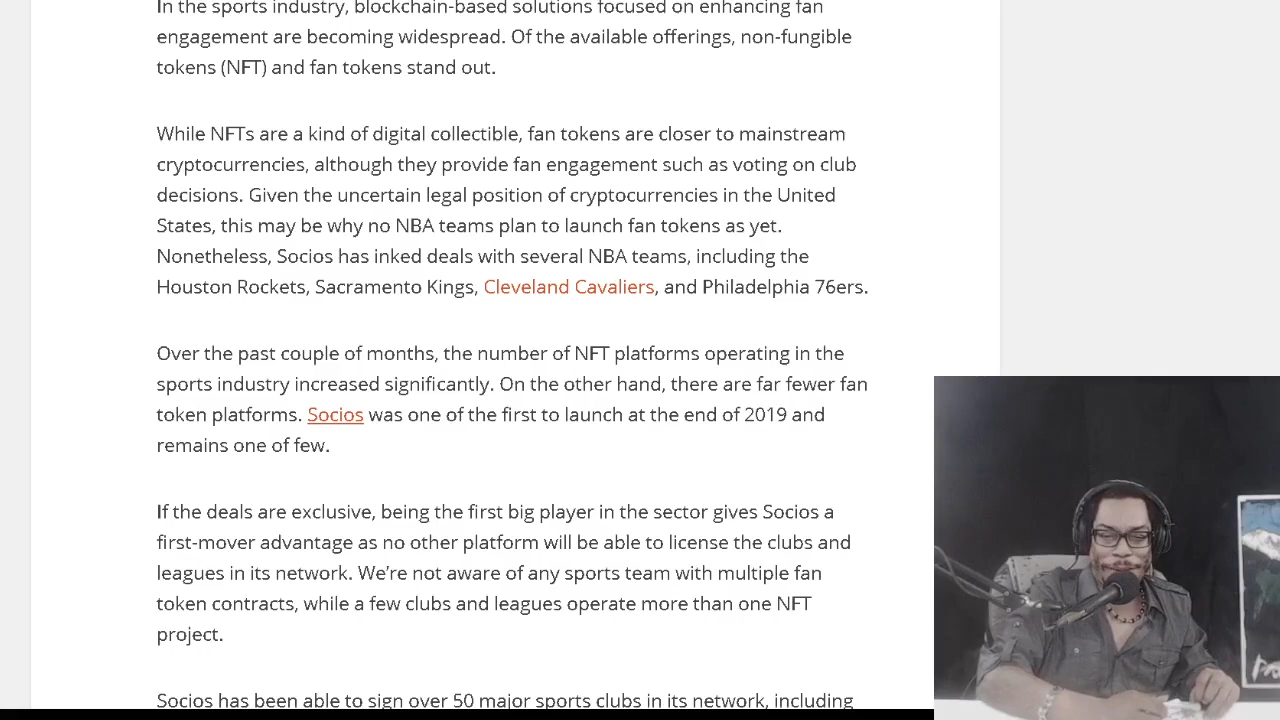 In the sports industry, blockchain-based solutions focused on enhancing fan
engagement are becoming widespread. Of the available offerings, non-fungible
tokens (NFT) and fan tokens stand out.
While NFTs are a kind of digital collectible, fan tokens are closer to mainstream
cryptocurrencies, although they provide fan engagement such as voting on club
decisions. Given the uncertain legal position of cryptocurrencies in the United
States, this may be why no NBA teams plan to launch fan tokens as yet.
Nonetheless, Socios has inked deals with several NBA teams, including the
Houston Rockets, Sacramento Kings, Cleveland Cavaliers, and Philadelphia 76ers.
Over the past couple of months, the number of NFT platforms operating in the
sports industry increased significantly. On the other hand, there are far fewer fan
token platforms. Socios was one of the first to launch at the end of 2019 and
remains one of few.
If the deals are exclusive, being the first big player in the sector gives Socios a
first-mover advantage as no other platform will be able to license the clubs and
leagues in its network. We're not aware of any sports team with multiple fan
token contracts, while a few clubs and leagues operate more than one NFT
project.
Socios has been able to sign over 50 major sports clubs in its network, including